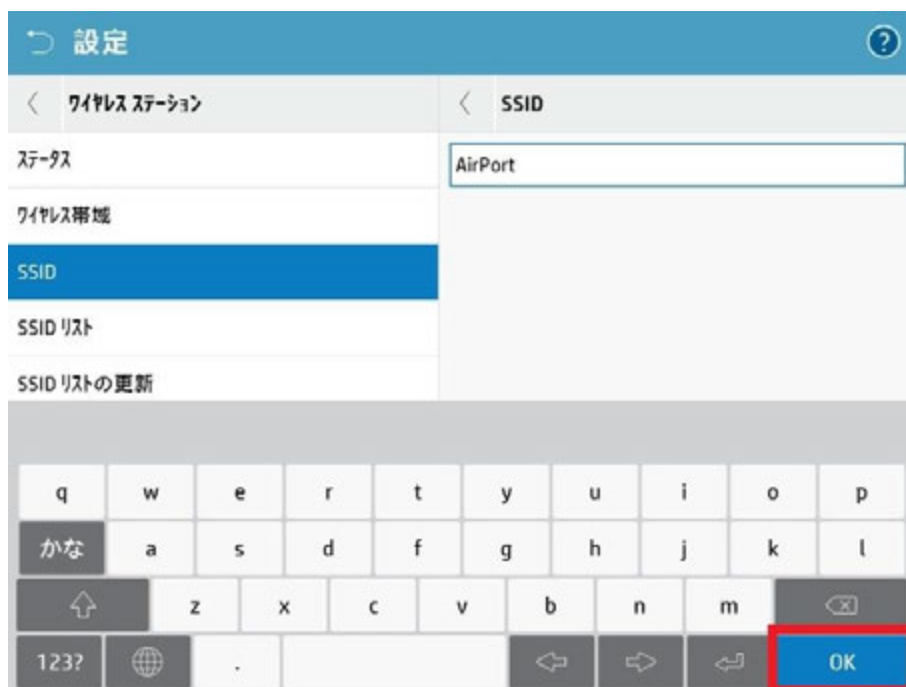 設定 ?
ワイヤレス ステーション
SSID
ステータス
AirPort
ワイヤレス帯域
SSID
SSID リスト
SSID リストの更新
q w e r t y u i o p
かな a s d f g h j k l
z x c v b n m
123? . OK